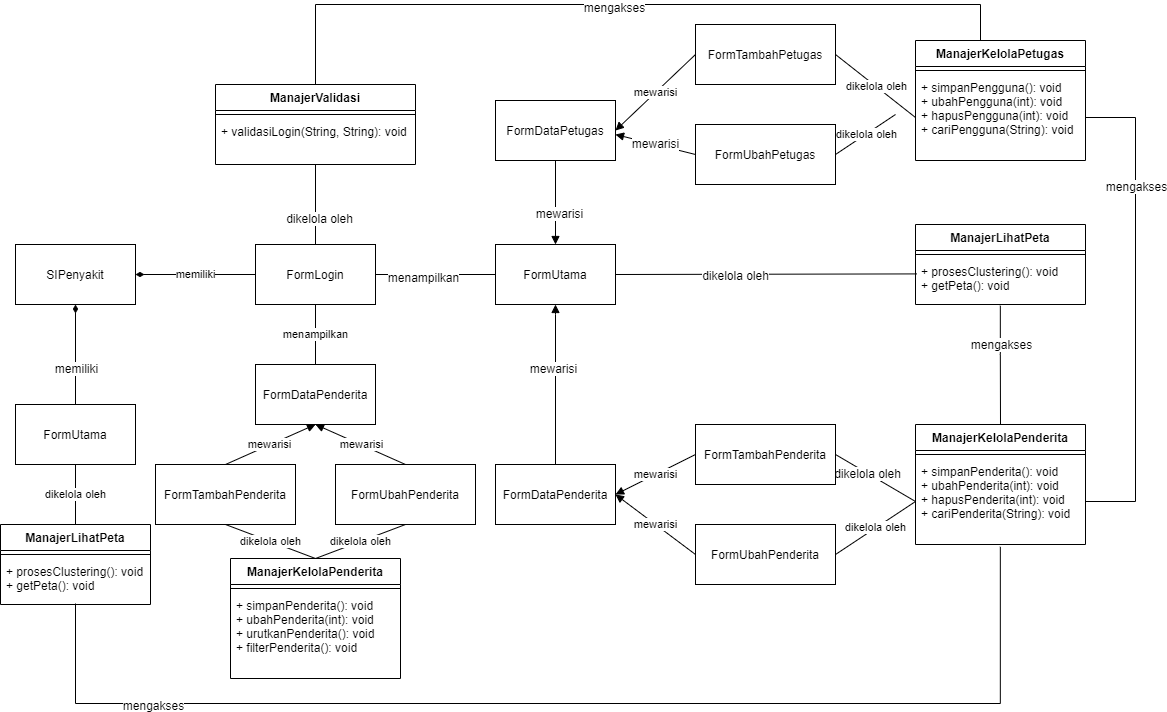 mengakses
FormTambahPetugas
ManajerKelolaPetugas
+ simpanPengguna(): void
+ ubahPengguna(int): void
+ hapusPengguna(int): void
+ cariPengguna(String): void
dikelola oleh
mewarisi
ManajerValidasi
+ validasiLogin(String, String): void
FormDataPetugas
mewarisi
dikelola oleh
FormUbahPetugas
mengakses
dikelola oleh
mewarisi
ManajerLihatPeta
+ prosesClustering(): void
+ getPeta(): void
SIPenyakit
memiliki
FormLogin
menampilkan
FormUtama
dikelola oleh
menampilkan
mengakses
memiliki
mewarisi
FormDataPenderita
FormUtama
mewarisi
mewarisi
FormTambahPenderita
dikelola oleh
mewarisi
ManajerKelolaPenderita
+ simpanPenderita(): void
+ ubahPenderita(int): void
+ hapusPenderita(int): void
+ cariPenderita(String): void
dikelola oleh
FormTambahPenderita
FormUbahPenderita
FormDataPenderita
mewarisi
dikelola oleh
FormUbahPenderita
ManajerLihatPeta
+ prosesClustering(): void
+ getPeta(): void
dikelola oleh
dikelola oleh
ManajerKelolaPenderita
+ simpanPenderita(): void
+ ubahPenderita(int): void
+ urutkanPenderita(): void
+ filterPenderita(): void
mengakses